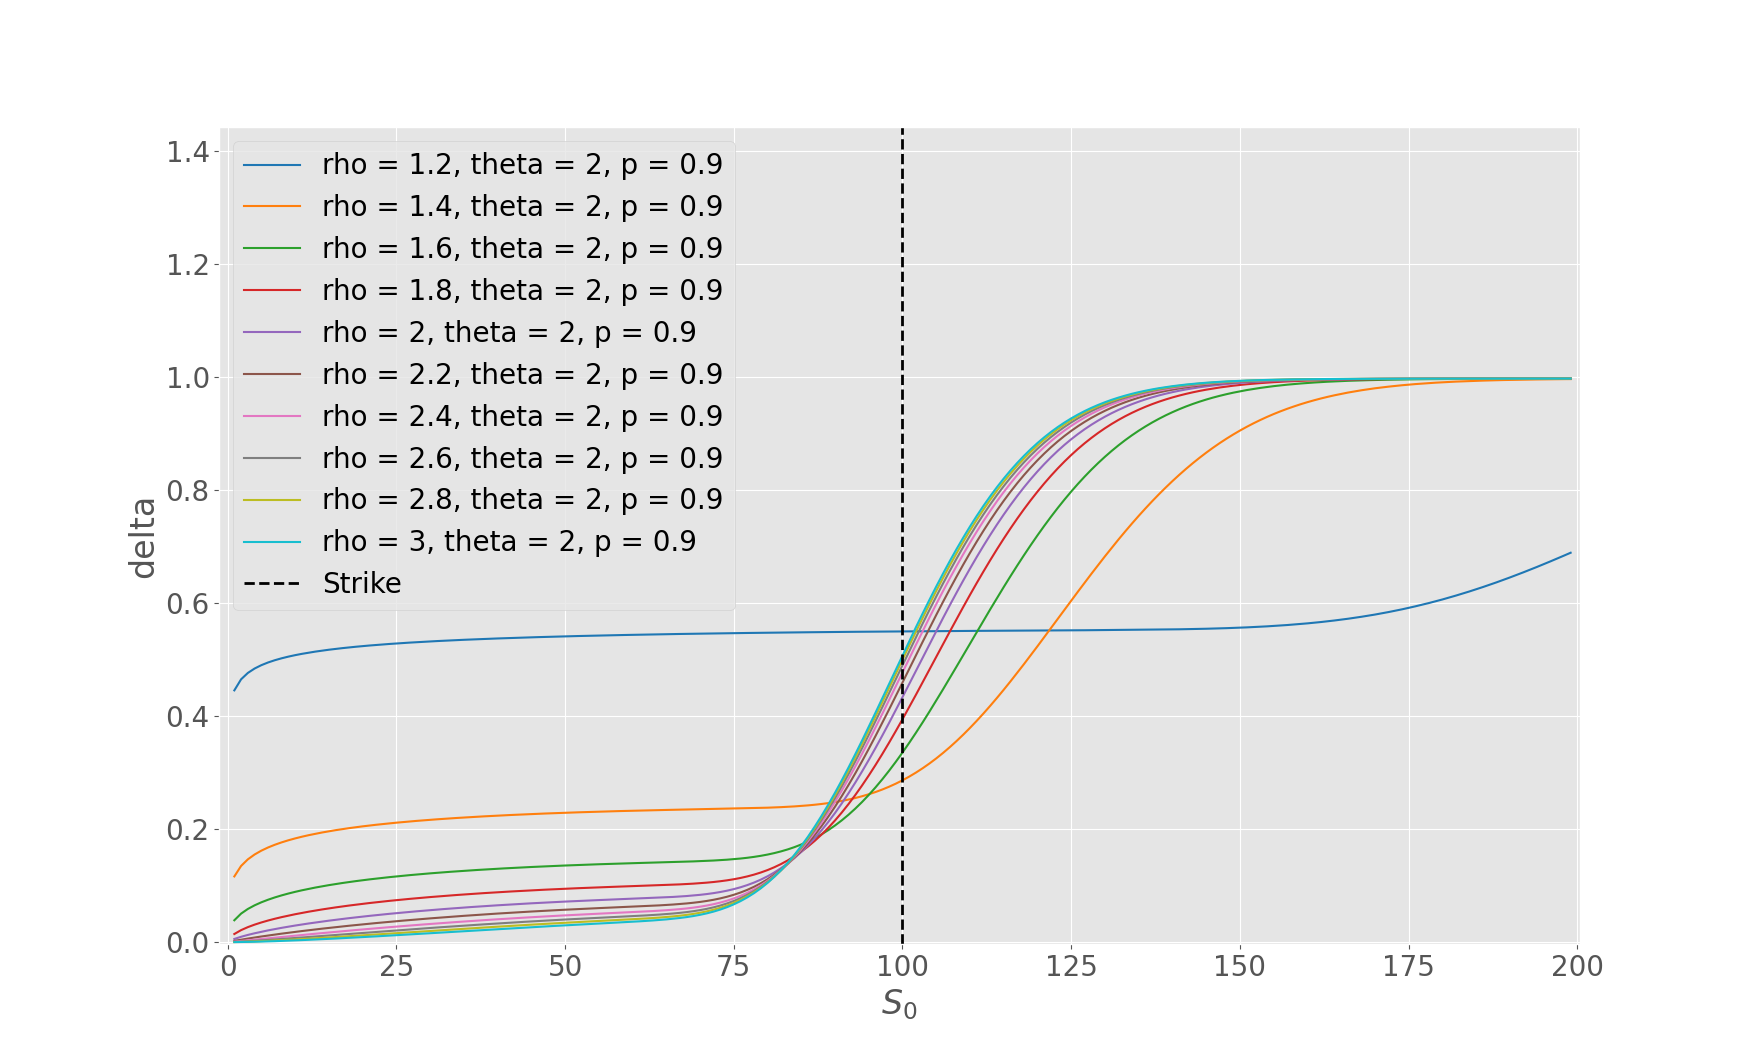 1.4
1.2
1.0
0.8
0.6
0.4
0.2
0.0
delta
rho = 1.2, theta = 2, p = 0.9
rho = 1.4, theta = 2, p = 0.9
rho = 1.6, theta = 2, p = 0.9
rho = 1.8, theta = 2, p = 0.9
rho = 2, theta = 2, p = 0.9
rho = 2.2, theta = 2, p = 0.9
rho = 2.4, theta = 2, p = 0.9
rho = 2.6, theta = 2, p = 0.9
rho = 2.8, theta = 2, p = 0.9
rho = 3, theta = 2, p = 0.9
Strike
0 25 50 75 100 125 150 175 200
S₀